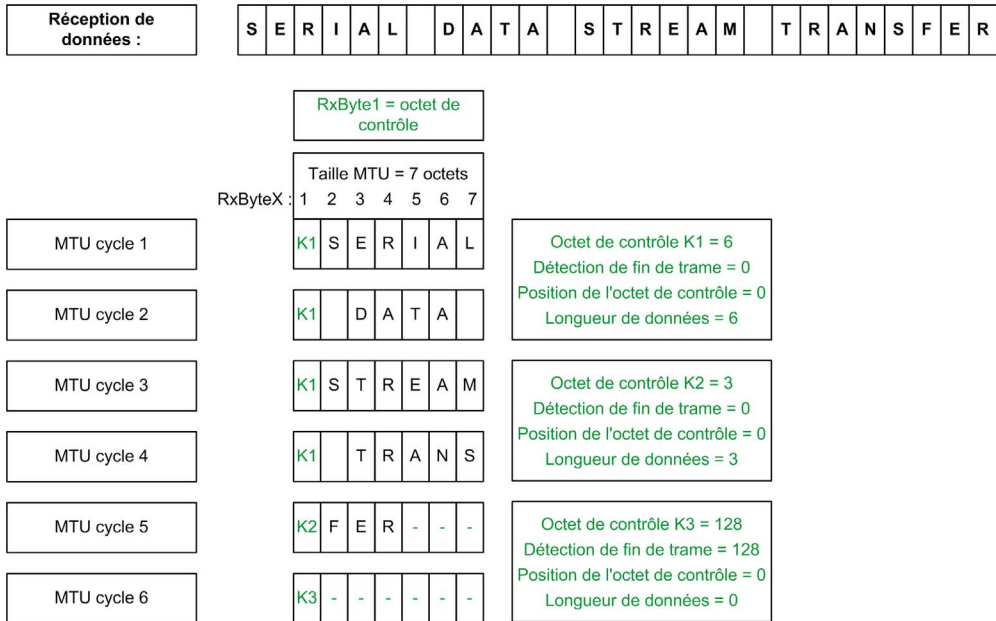 Réception de
données :
S E R I A L D A T A S T R E A M T R A N S F E R
RxByte1 = octet de
contrôle
Taille MTU = 7 octets
RxByteX : 1 2 3 4 5 6 7
MTU cycle 1
K1 S E R I A L
Octet de contrôle K1 = 6
Détection de fin de trame = 0
Position de l'octet de contrôle = 0
Longueur de données = 6
MTU cycle 2
K1 D A T A
MTU cycle 3
K1 S T R E A M
Octet de contrôle K2 = 3
Détection de fin de trame = 0
Position de l'octet de contrôle = 0
Longueur de données = 3
MTU cycle 4
K1 T R A N S
MTU cycle 5
K2 F E R - - -
Octet de contrôle K3 = 128
Détection de fin de trame = 128
Position de l'octet de contrôle = 0
Longueur de données = 0
MTU cycle 6
K3 - - - - - -